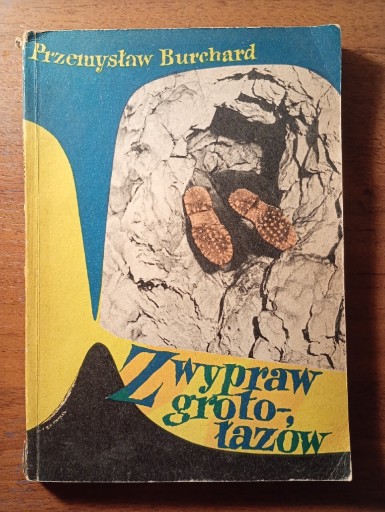 Przemysław Burchard
Z wypraw
groto-
łazów